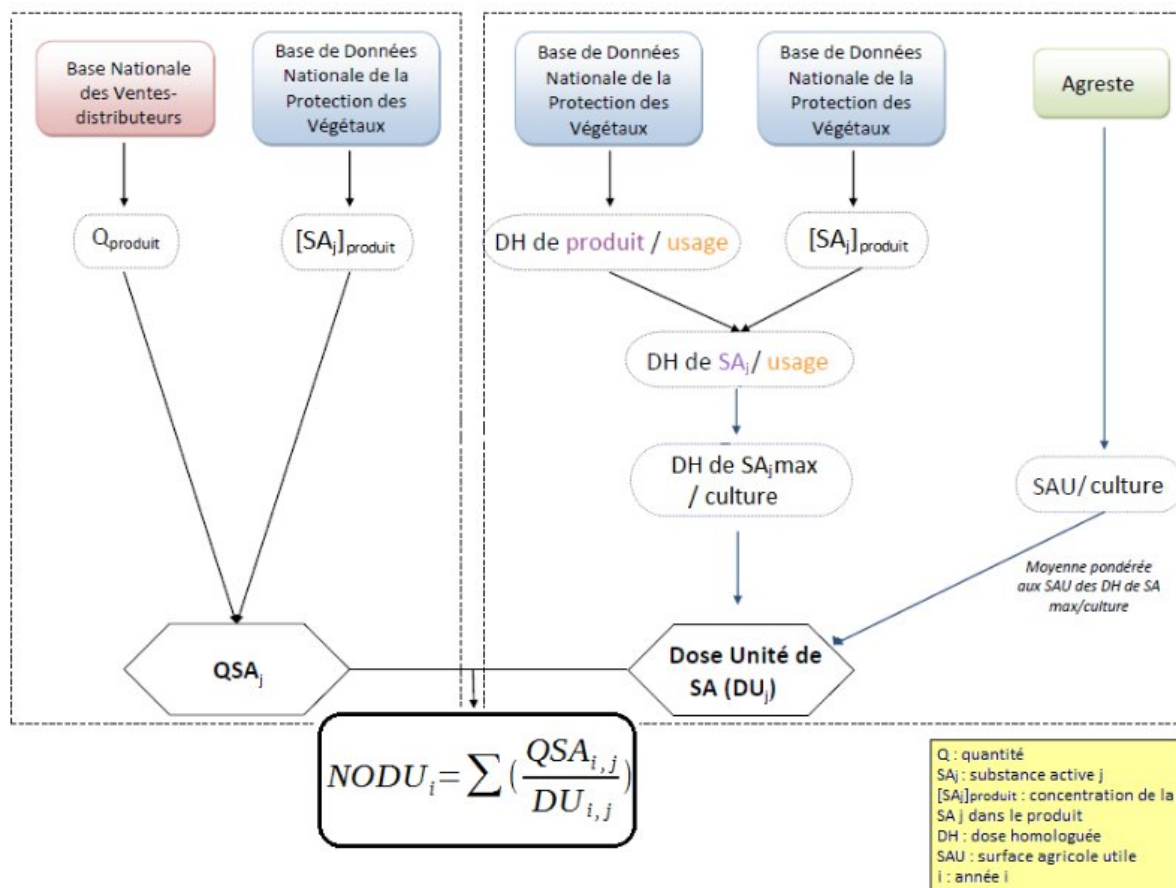 Base Nationale
des Ventes-
distributeurs
Base de Données
Nationale de la
Protection des
Végétaux
Base de Données
Nationale de la
Protection des
Végétaux
Base de Données
Nationale de la
Protection des
Végétaux
Agreste
Qproduit
[SAj]produit
DH de produit / usage
[SAj]produit
DH de SAj/ usage
DH de SAjmax
/ culture
SAU/ culture
Moyenne pondérée
aux SAU des DH de SA
max/culture
QSAj
Dose Unité de
SA (DUj)
NODUi=∑(QSAi,j/DUi,j)
Q : quantité
SAj : substance active j
[SAj]produit : concentration de la
SA j dans le produit
DH : dose homologuée
SAU : surface agricole utile
i : année i